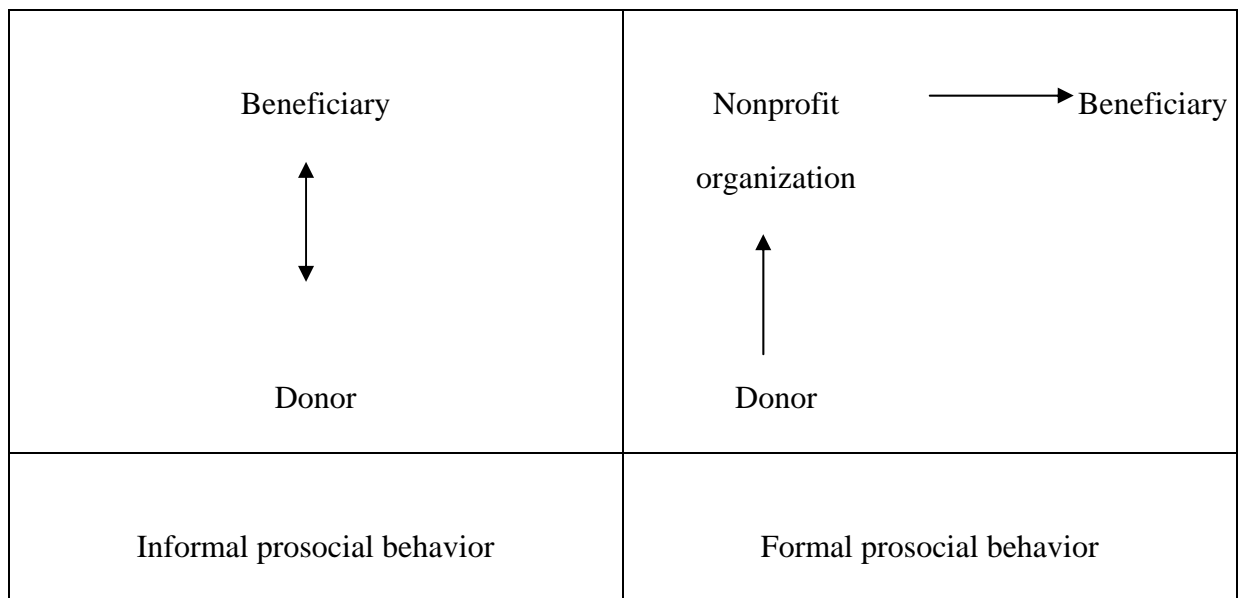 Beneficiary
Donor
Nonprofit
organization
Beneficiary
Donor
Informal prosocial behavior
Formal prosocial behavior